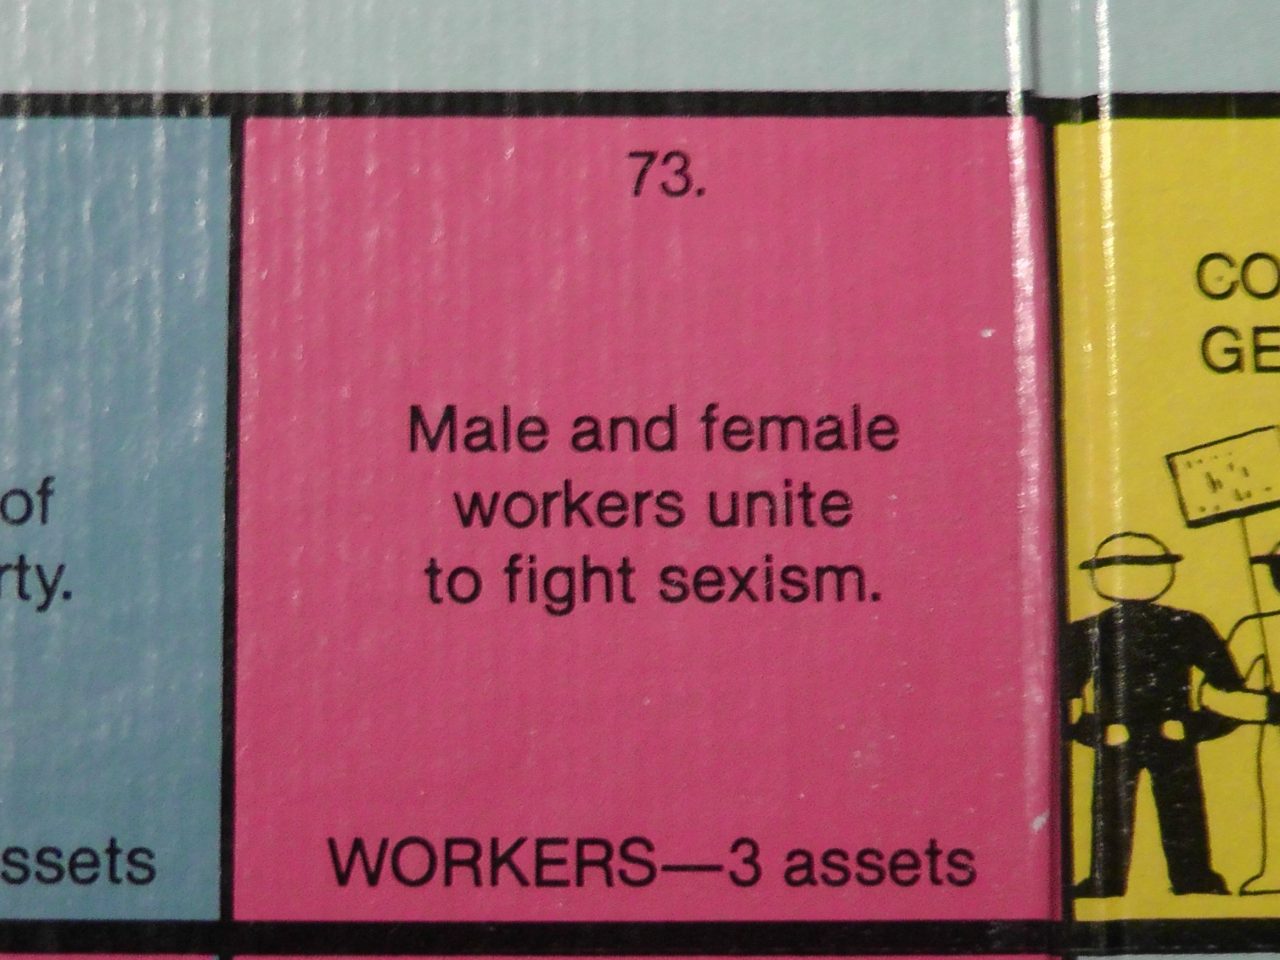 73.
Male and female
workers unite
to fight sexism.
WORKERS—3 assets
of
rty.
ssets
CO
GE